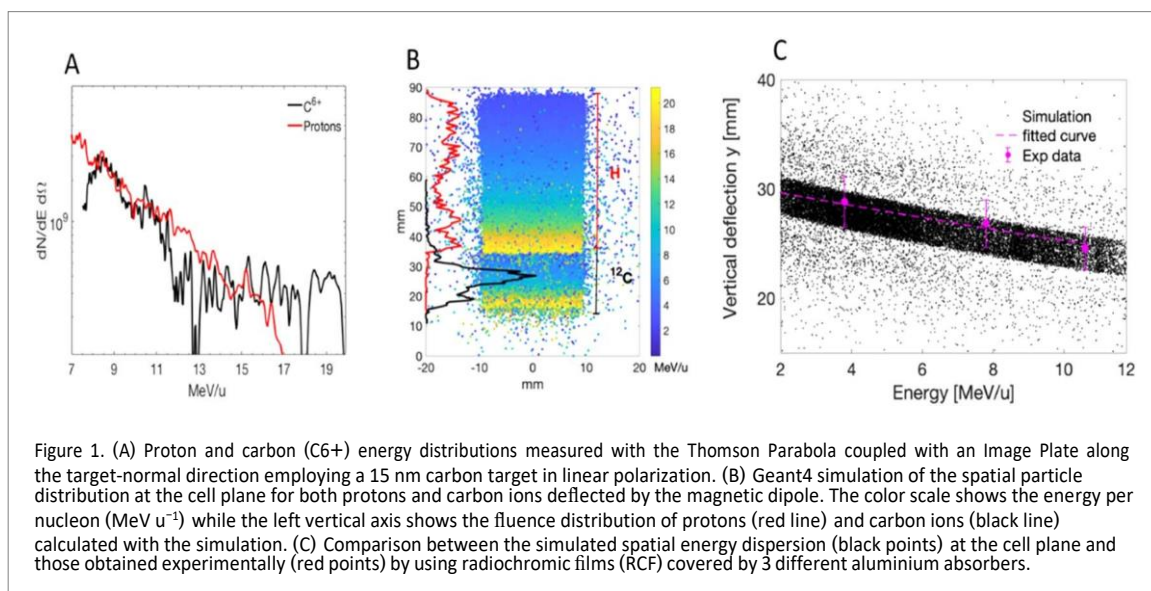 A
B
C
10⁹
dN/dE dΩ
C⁶⁺
Protons
7 9 11 13 15 17 19
MeV/u
90
80
70
60
50
40
30
20
10
0
mm
-20 -10 0 10 20
mm
H
¹²C
20
18
16
14
12
10
8
6
4
2
MeV/u
40
30
20
Vertical deflection y [mm]
Simulation
fitted curve
Exp data
2 4 6 8 10 12
Energy [MeV/u]
Figure 1. (A) Proton and carbon (C6+) energy distributions measured with the Thomson Parabola coupled with an Image Plate along
the target-normal direction employing a 15 nm carbon target in linear polarization. (B) Geant4 simulation of the spatial particle
distribution at the cell plane for both protons and carbon ions deflected by the magnetic dipole. The color scale shows the energy per
nucleon (MeV u⁻¹) while the left vertical axis shows the fluence distribution of protons (red line) and carbon ions (black line)
calculated with the simulation. (C) Comparison between the simulated spatial energy dispersion (black points) at the cell plane and
those obtained experimentally (red points) by using radiochromic films (RCF) covered by 3 different aluminium absorbers.